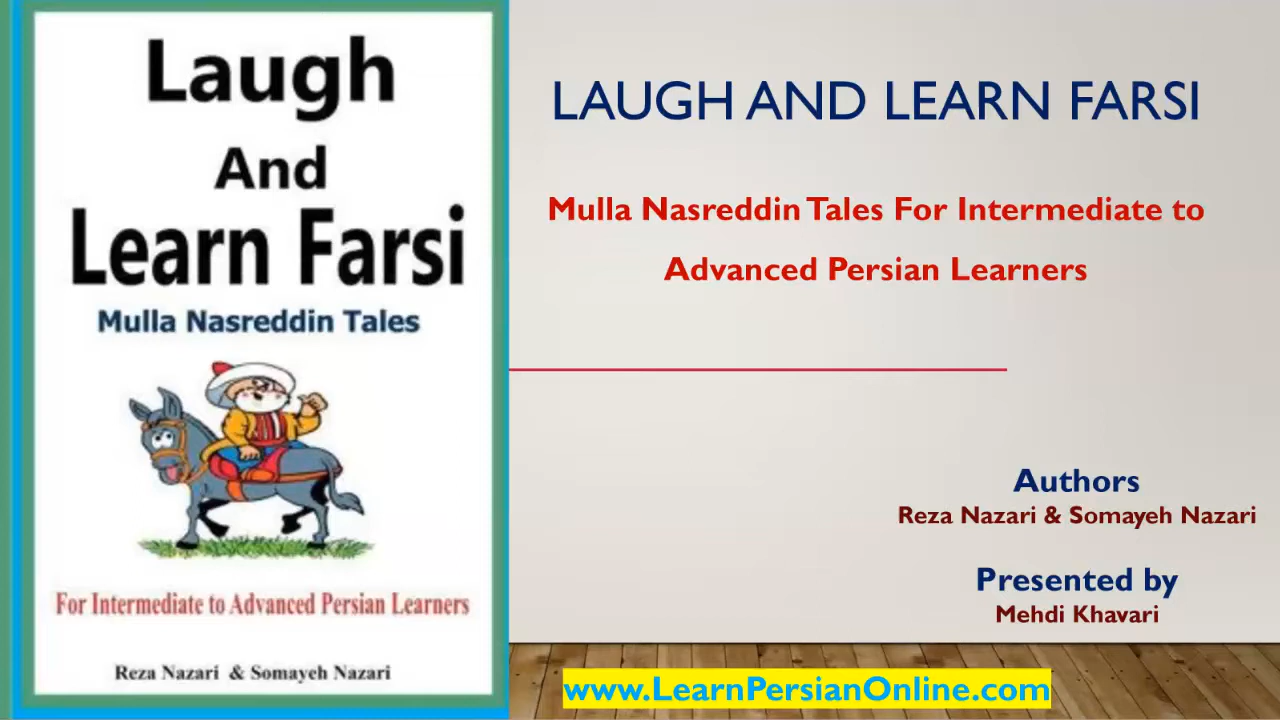 Laugh
And
Learn Farsi
Mulla Nasreddin Tales
For Intermediate to Advanced Persian Learners
Reza Nazari & Somayeh Nazari
LAUGH AND LEARN FARSI
Mulla Nasreddin Tales For Intermediate to
Advanced Persian Learners
Authors
Reza Nazari & Somayeh Nazari
Presented by
Mehdi Khavari
www.LearnPersianOnline.com